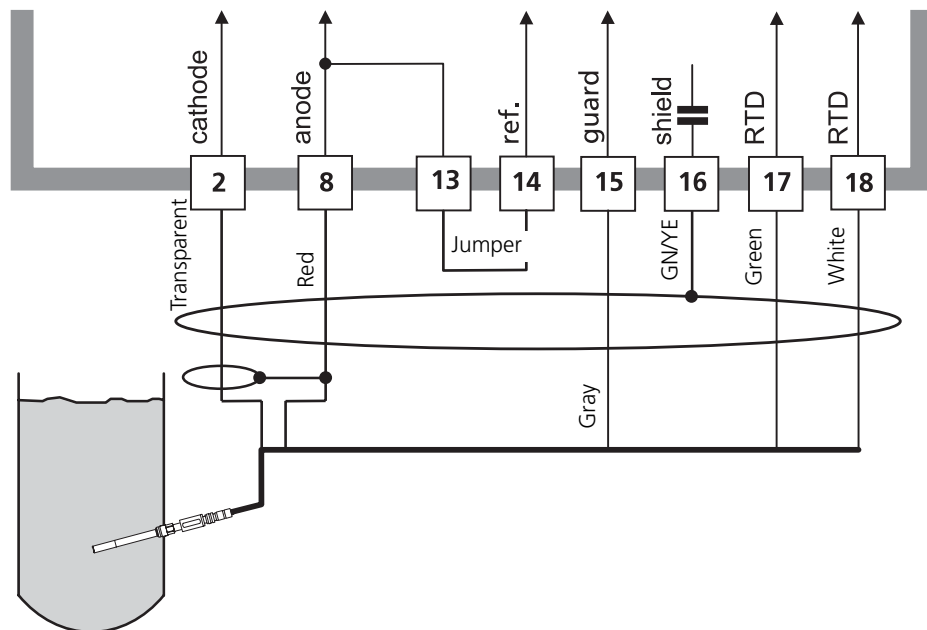 cathode
anode
ref.
guard
shield
RTD
RTD
2
8
13
14
15
16
17
18
Transparent
Red
Jumper
GN/YE
Green
White
Gray